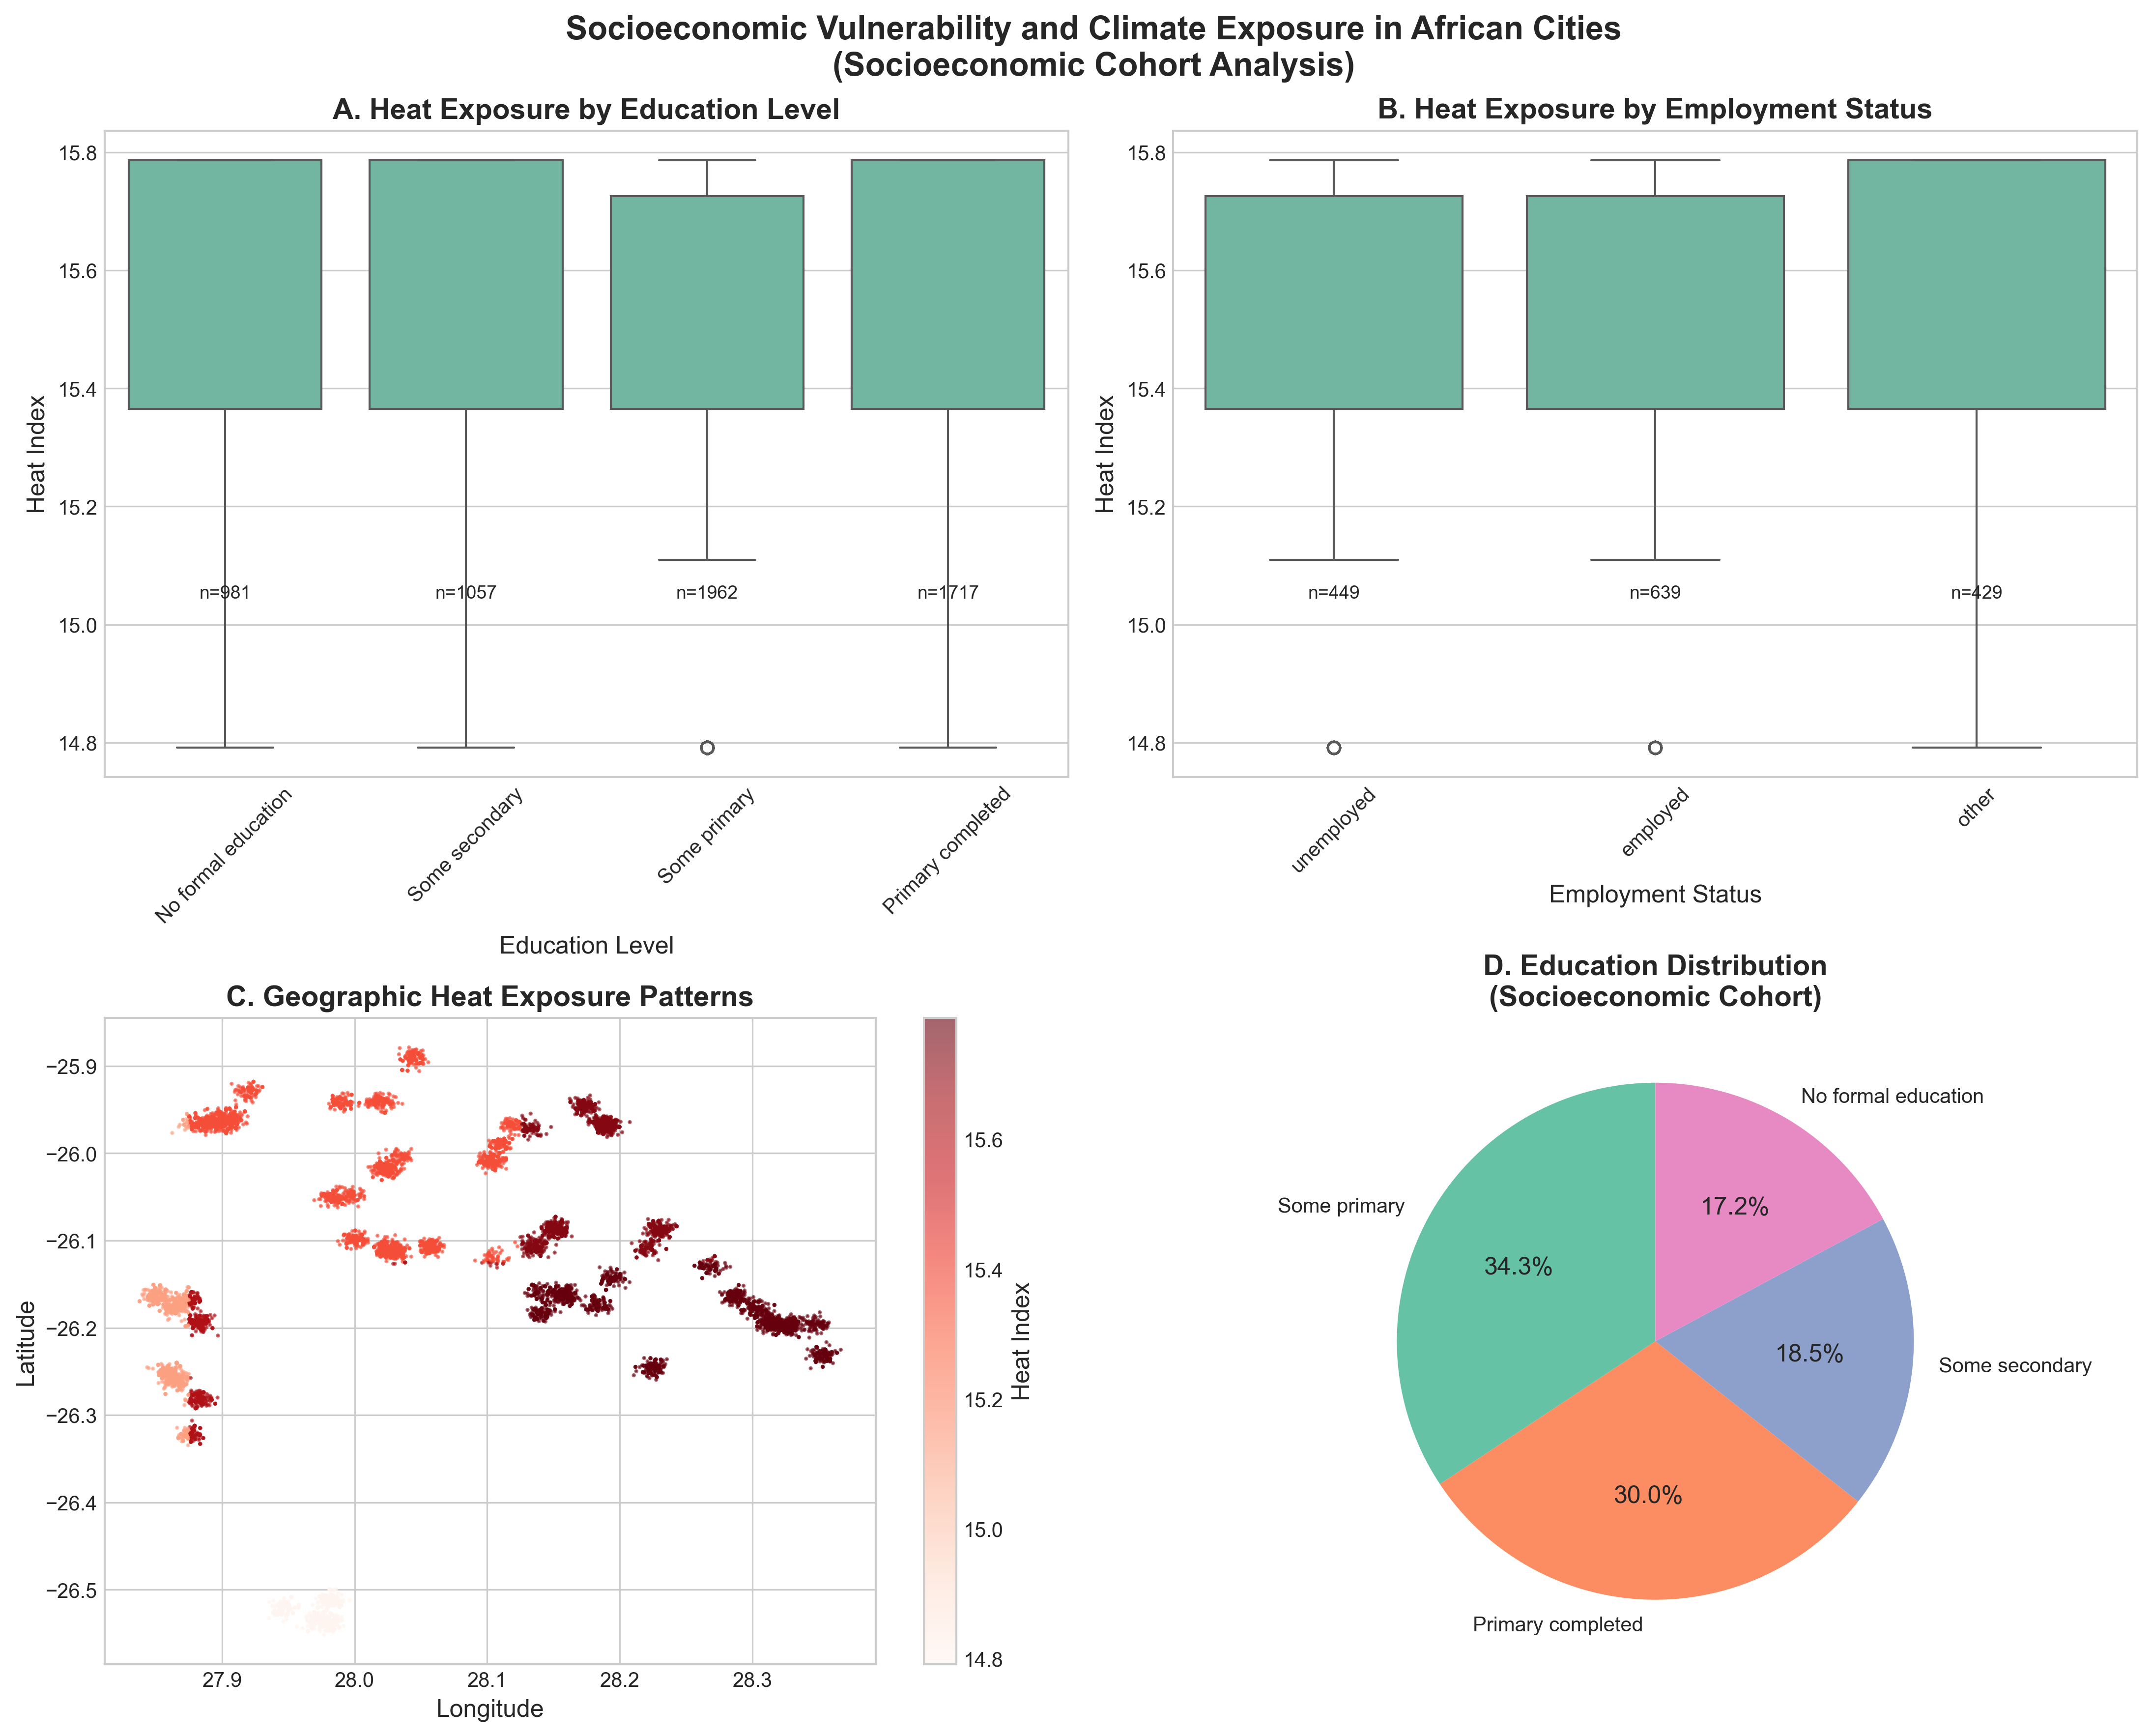 Socioeconomic Vulnerability and Climate Exposure in African Cities
(Socioeconomic Cohort Analysis)
A. Heat Exposure by Education Level
15.8
15.6
15.4
15.2
15.0
14.8
Heat Index
n=981
n=1057
n=1962
n=1717
No formal education
Some secondary
Some primary
Primary completed
Education Level
B. Heat Exposure by Employment Status
15.8
15.6
15.4
15.2
15.0
14.8
Heat Index
n=449
n=639
n=429
unemployed
employed
other
Employment Status
C. Geographic Heat Exposure Patterns
−25.9
−26.0
−26.1
−26.2
−26.3
−26.4
−26.5
Latitude
27.9
28.0
28.1
28.2
28.3
Longitude
15.6
15.4
15.2
15.0
14.8
Heat Index
D. Education Distribution
(Socioeconomic Cohort)
No formal education
17.2%
Some primary
34.3%
18.5%
Some secondary
30.0%
Primary completed